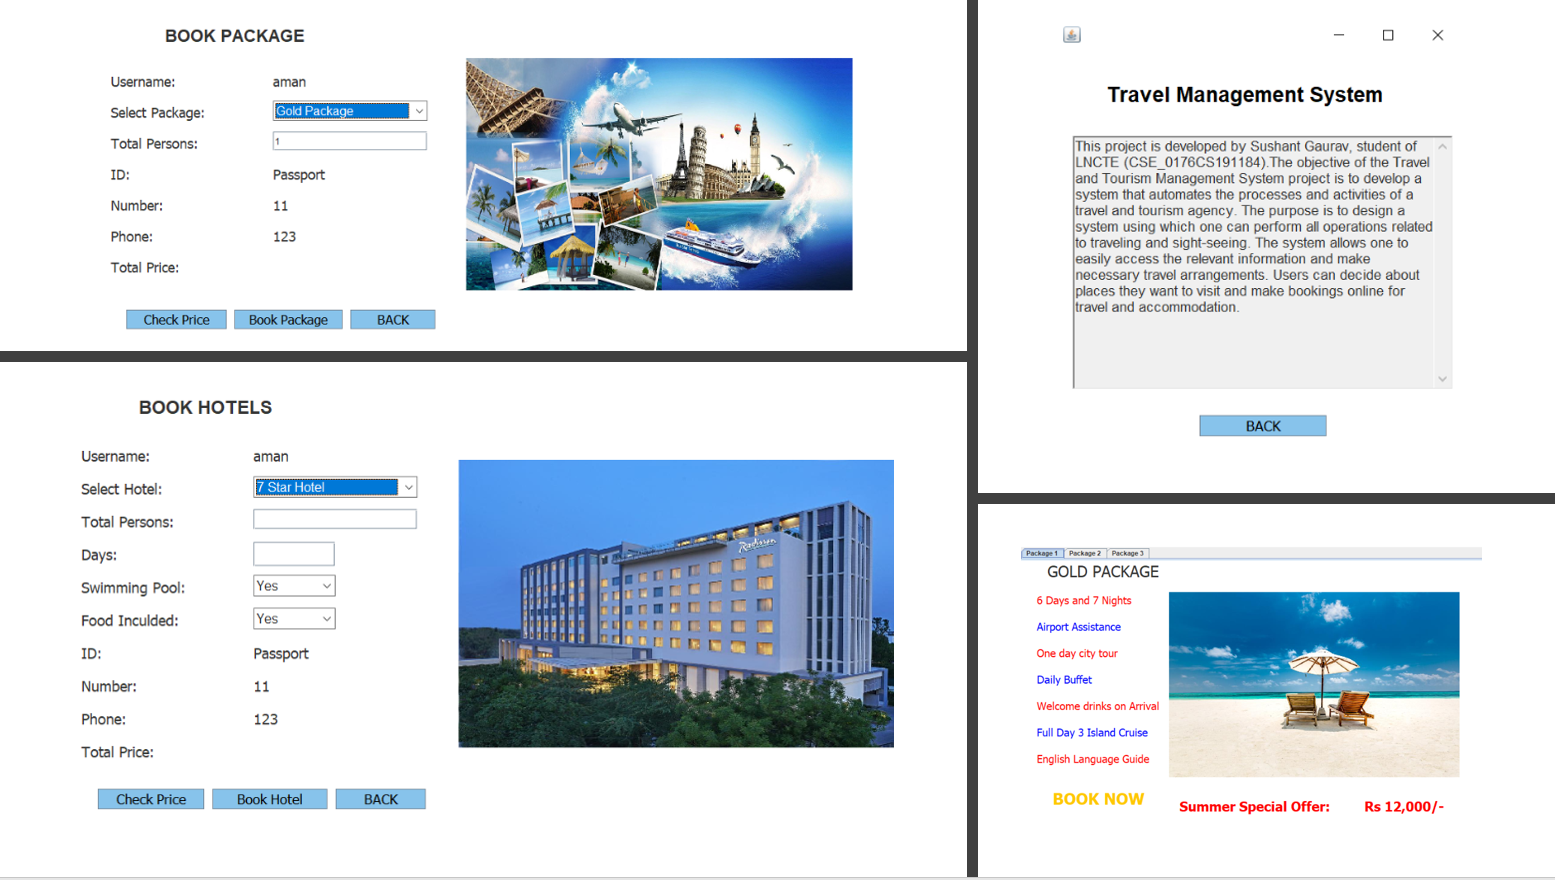 BOOK PACKAGE
Username: aman
Select Package: Gold Package
Total Persons: 1
ID: Passport
Number: 11
Phone: 123
Total Price:
Check Price Book Package BACK
BOOK HOTELS
Username: aman
Select Hotel: 7 Star Hotel
Total Persons:
Days:
Swimming Pool: Yes
Food Inculded: Yes
ID: Passport
Number: 11
Phone: 123
Total Price:
Check Price Book Hotel BACK
Radisson
Travel Management System
This project is developed by Sushant Gaurav, student of
LNCTE (CSE_0176CS191184).The objective of the Travel
and Tourism Management System project is to develop a
system that automates the processes and activities of a
travel and tourism agency. The purpose is to design a
system using which one can perform all operations related
to traveling and sight-seeing. The system allows one to
easily access the relevant information and make
necessary travel arrangements. Users can decide about
places they want to visit and make bookings online for
travel and accommodation.
BACK
Package 1 Package 2 Package 3
GOLD PACKAGE
6 Days and 7 Nights
Airport Assistance
One day city tour
Daily Buffet
Welcome drinks on Arrival
Full Day 3 Island Cruise
English Language Guide
BOOK NOW
Summer Special Offer: Rs 12,000/-